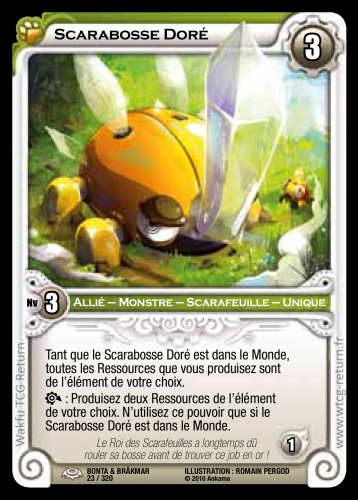 Scarabosse Doré
3
Nv 3
Allié – Monstre – Scarafeuille – Unique
Tant que le Scarabosse Doré est dans le Monde,
toutes les Ressources que vous produisez sont
de l'élément de votre choix.
: Produisez deux Ressources de l'élément
de votre choix. N'utilisez ce pouvoir que si le
Scarabosse Doré est dans le Monde.
Le Roi des Scarafeuilles a longtemps dû
rouler sa bosse avant de trouver ce job en or !
1
BONTA & BRÂKMAR
23 / 320
ILLUSTRATION : ROMAIN PERGOD
© 2010 Ankama
Wakfu TCG Return
www.wtcg-return.fr